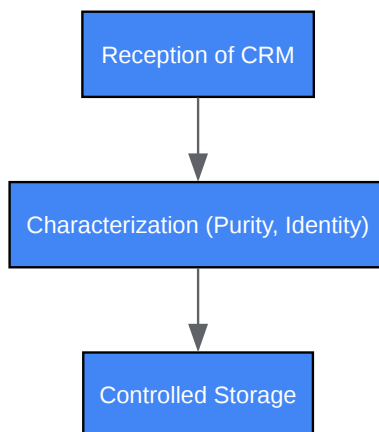 Reception of CRM
Characterization (Purity, Identity)
Controlled Storage